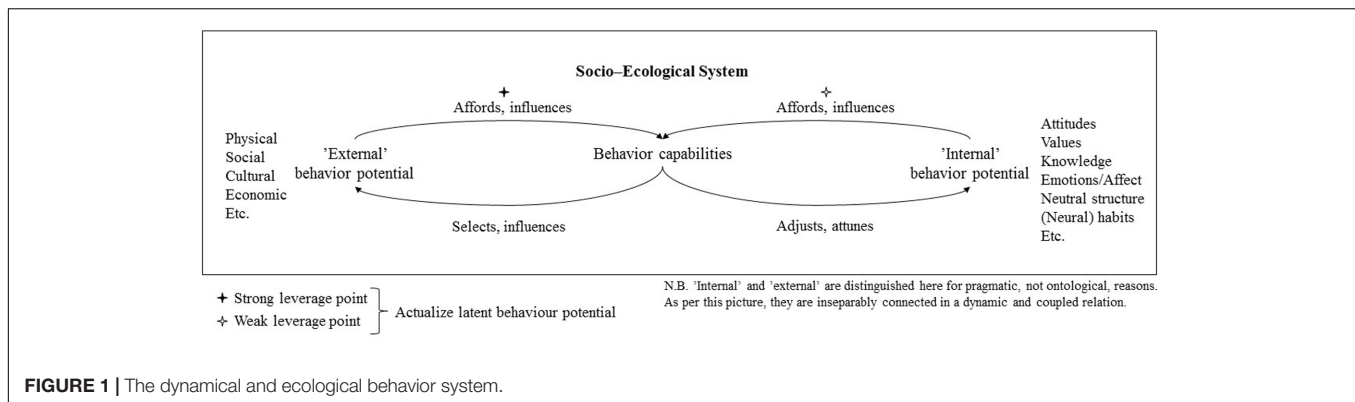 Socio–Ecological System
Affords, influences
Affords, influences
Physical
Social
Cultural
Economic
Etc.
’External’
behavior potential
Behavior capabilities
’Internal’
behavior potential
Attitudes
Values
Knowledge
Emotions/Affect
Neutral structure
(Neural) habits
Etc.
Selects, influences
Adjusts, attunes
Strong leverage point
Weak leverage point
Actualize latent behaviour potential
N.B. ’Internal’ and ’external’ are distinguished here for pragmatic, not ontological, reasons.
As per this picture, they are inseparably connected in a dynamic and coupled relation.
FIGURE 1 | The dynamical and ecological behavior system.